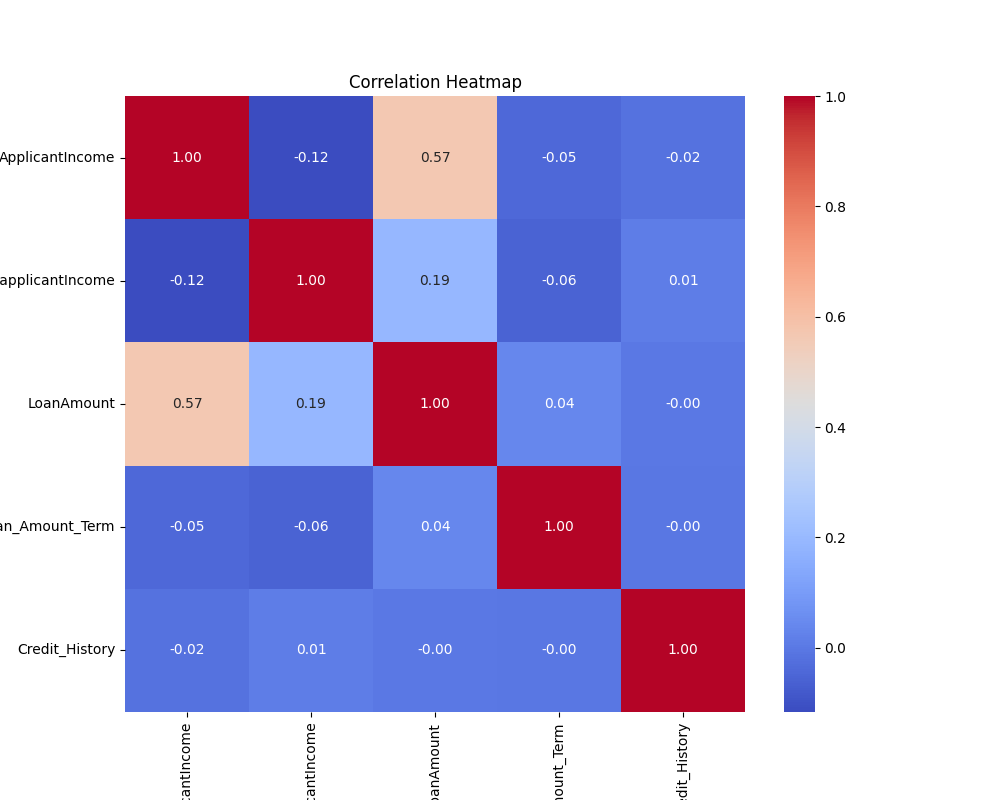 Correlation Heatmap
ApplicantIncome 1.00 -0.12 0.57 -0.05 -0.02
applicantIncome -0.12 1.00 0.19 -0.06 0.01
LoanAmount 0.57 0.19 1.00 0.04 -0.00
an_Amount_Term -0.05 -0.06 0.04 1.00 -0.00
Credit_History -0.02 0.01 -0.00 -0.00 1.00
cantIncome
cantIncome
oanAmount
ount_Term
edit_History
1.0
0.8
0.6
0.4
0.2
0.0